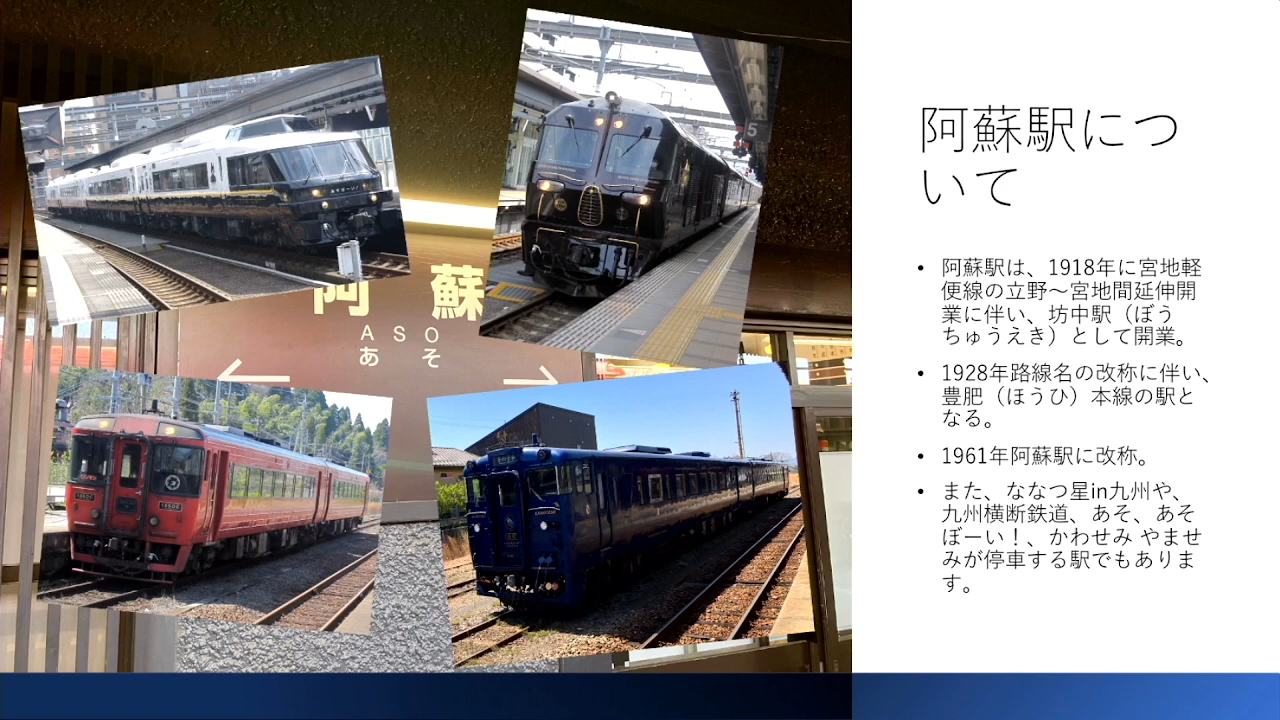 阿蘇駅につ
いて
• 阿蘇駅は、1918年に宮地軽
便線の立野～宮地間延伸開
業に伴い、坊中駅（ぼう
ちゅうえき）として開業。
• 1928年路線名の改称に伴い、
豊肥（ほうひ）本線の駅と
なる。
• 1961年阿蘇駅に改称。
• また、ななつ星in九州や、
九州横断鉄道、あそ、あそ
ぼーい！、かわせみ やませ
みが停車する駅でもありま
す。
阿 蘇
ASO
あ そ
5